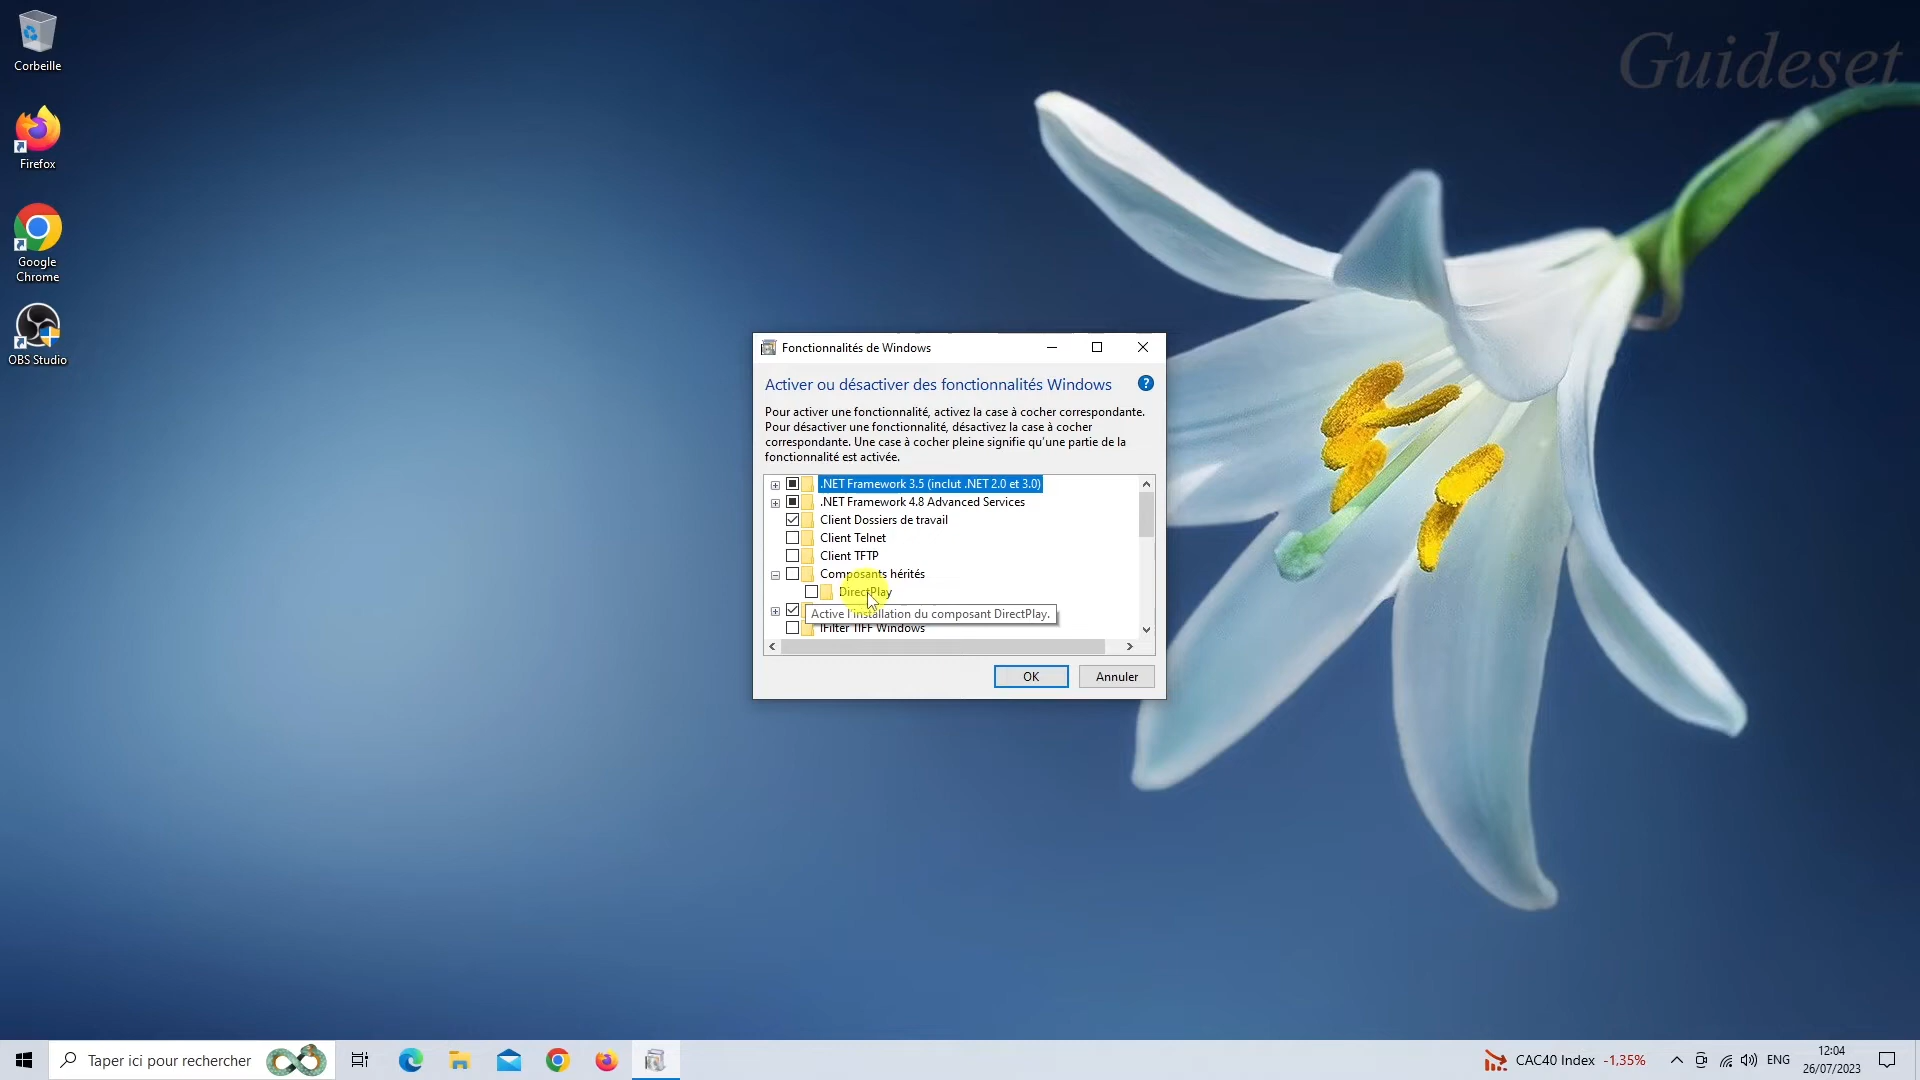 Guideset
Corbeille
Firefox
Google
Chrome
OBS Studio
Fonctionnalités de Windows
Activer ou désactiver des fonctionnalités Windows
?
Pour activer une fonctionnalité, activez la case à cocher correspondante.
Pour désactiver une fonctionnalité, désactivez la case à cocher
correspondante. Une case à cocher pleine signifie qu'une partie de la
fonctionnalité est activée.
.NET Framework 3.5 (inclut .NET 2.0 et 3.0)
.NET Framework 4.8 Advanced Services
Client Dossiers de travail
Client Telnet
Client TFTP
Composants hérités
DirectPlay
Active l'installation du composant DirectPlay.
IFilter TIFF Windows
OK
Annuler
Taper ici pour rechercher
CAC40 Index -1,35%
ENG
12:04
26/07/2023